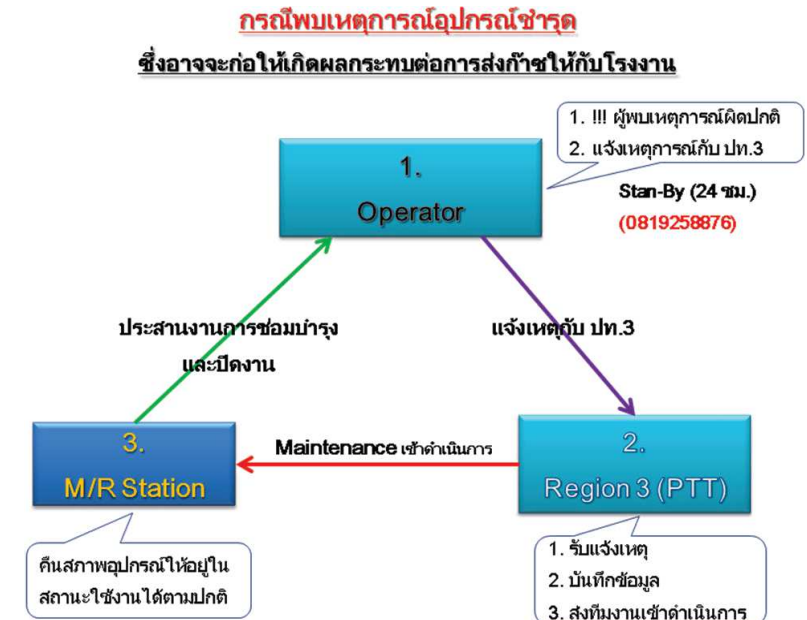 กรณีพบเหตุการณ์อุปกรณ์ชำรุด
ซึ่งอาจจะก่อให้เกิดผลกระทบต่อการส่งก๊าซให้กับโรงงาน
1. !!! ผู้พบเหตุการณ์ผิดปกติ
2. แจ้งเหตุการณ์กับ ปท.3
1.
Operator
Stan-By (24 ชม.)
(0819258876)
ประสานงานการซ่อมบำรุง
และปิดงาน
แจ้งเหตุกับ ปท.3
3.
M/R Station
Maintenance เข้าดำเนินการ
2.
Region 3 (PTT)
คืนสภาพอุปกรณ์ให้อยู่ใน
สถานะใช้งานได้ตามปกติ
1. รับแจ้งเหตุ
2. บันทึกข้อมูล
3. ส่งทีมงานเข้าดำเนินการ